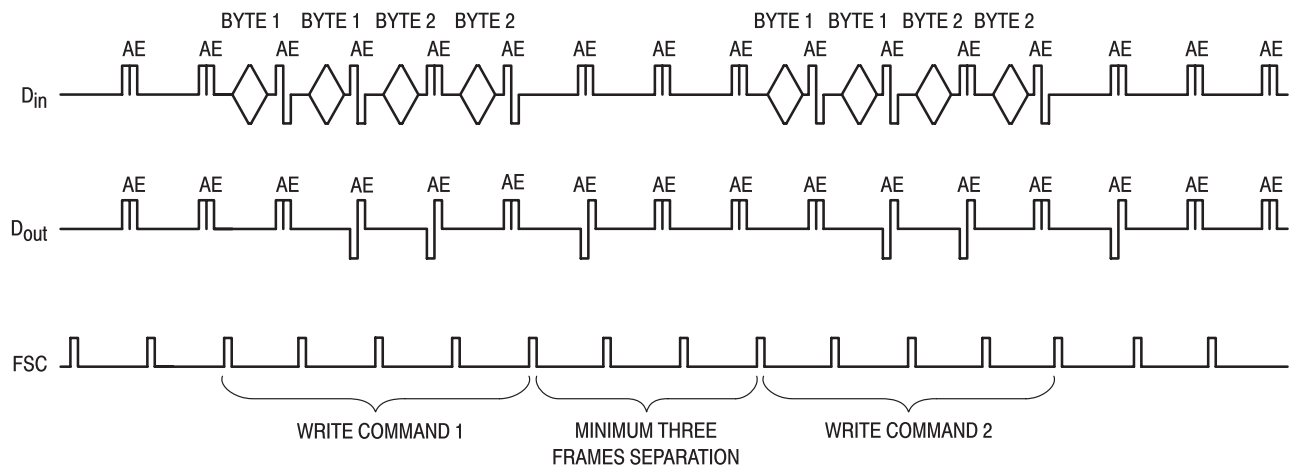 BYTE 1 BYTE 1 BYTE 2 BYTE 2 BYTE 1 BYTE 1 BYTE 2 BYTE 2
AE AE AE AE AE AE AE AE AE AE AE AE AE AE AE AE
Din
AE AE AE AE AE AE AE AE AE AE AE AE AE AE AE AE
Dout
FSC
WRITE COMMAND 1 MINIMUM THREE WRITE COMMAND 2
FRAMES SEPARATION